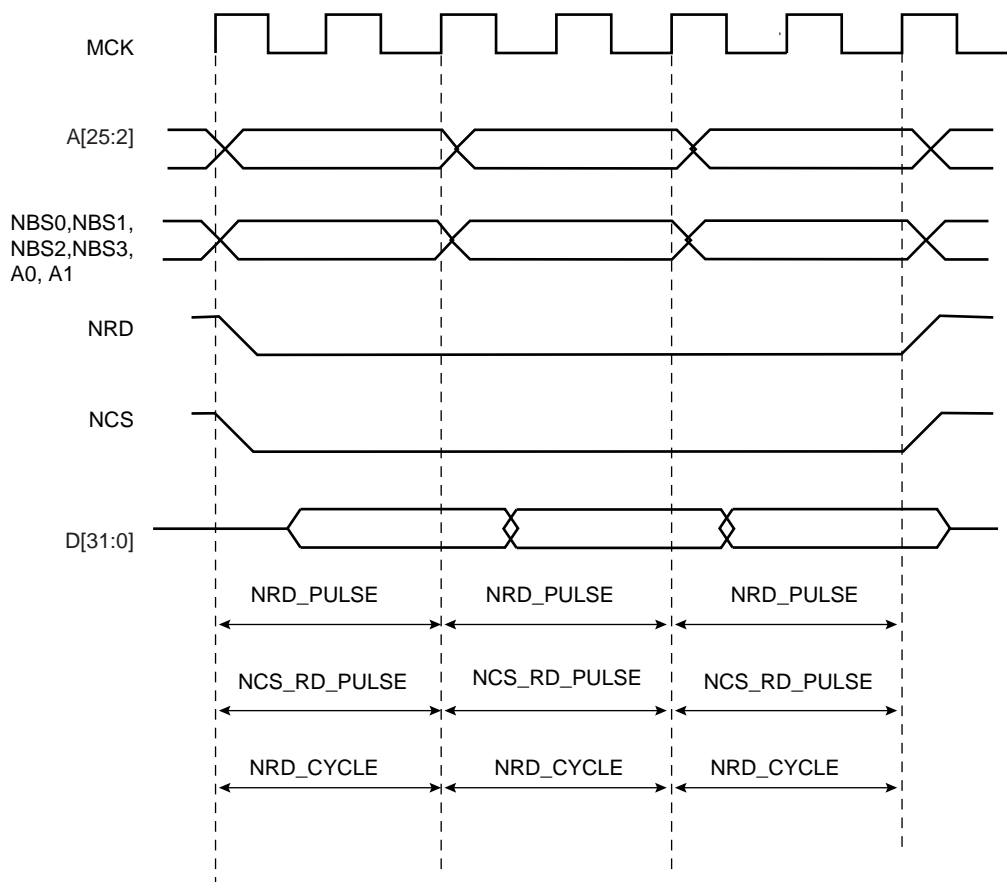 MCK
A[25:2]
NBS0,NBS1,
NBS2,NBS3,
A0, A1
NRD
NCS
D[31:0]
NRD_PULSE NRD_PULSE NRD_PULSE
NCS_RD_PULSE NCS_RD_PULSE NCS_RD_PULSE
NRD_CYCLE NRD_CYCLE NRD_CYCLE